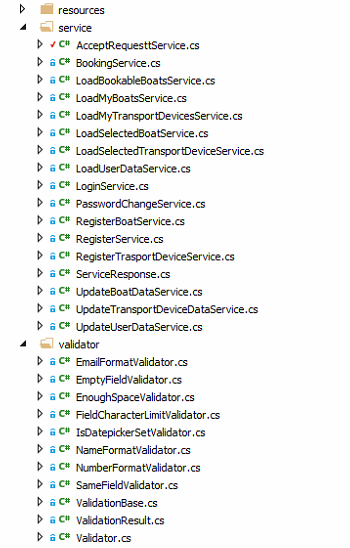 resources
service
C# AcceptRequesttService.cs
C# BookingService.cs
C# LoadBookableBoatsService.cs
C# LoadMyBoatsService.cs
C# LoadMyTransportDevicesService.cs
C# LoadSelectedBoatService.cs
C# LoadSelectedTransportDeviceService.cs
C# LoadUserDataService.cs
C# LoginService.cs
C# PasswordChangeService.cs
C# RegisterBoatService.cs
C# RegisterService.cs
C# RegisterTrasportDeviceService.cs
C# ServiceResponse.cs
C# UpdateBoatDataService.cs
C# UpdateTransportDeviceDataService.cs
C# UpdateUserDataService.cs
validator
C# EmailFormatValidator.cs
C# EmptyFieldValidator.cs
C# EnoughSpaceValidator.cs
C# FieldCharacterLimitValidator.cs
C# IsDatepickerSetValidator.cs
C# NameFormatValidator.cs
C# NumberFormatValidator.cs
C# SameFieldValidator.cs
C# ValidationBase.cs
C# ValidationResult.cs
C# Validator.cs